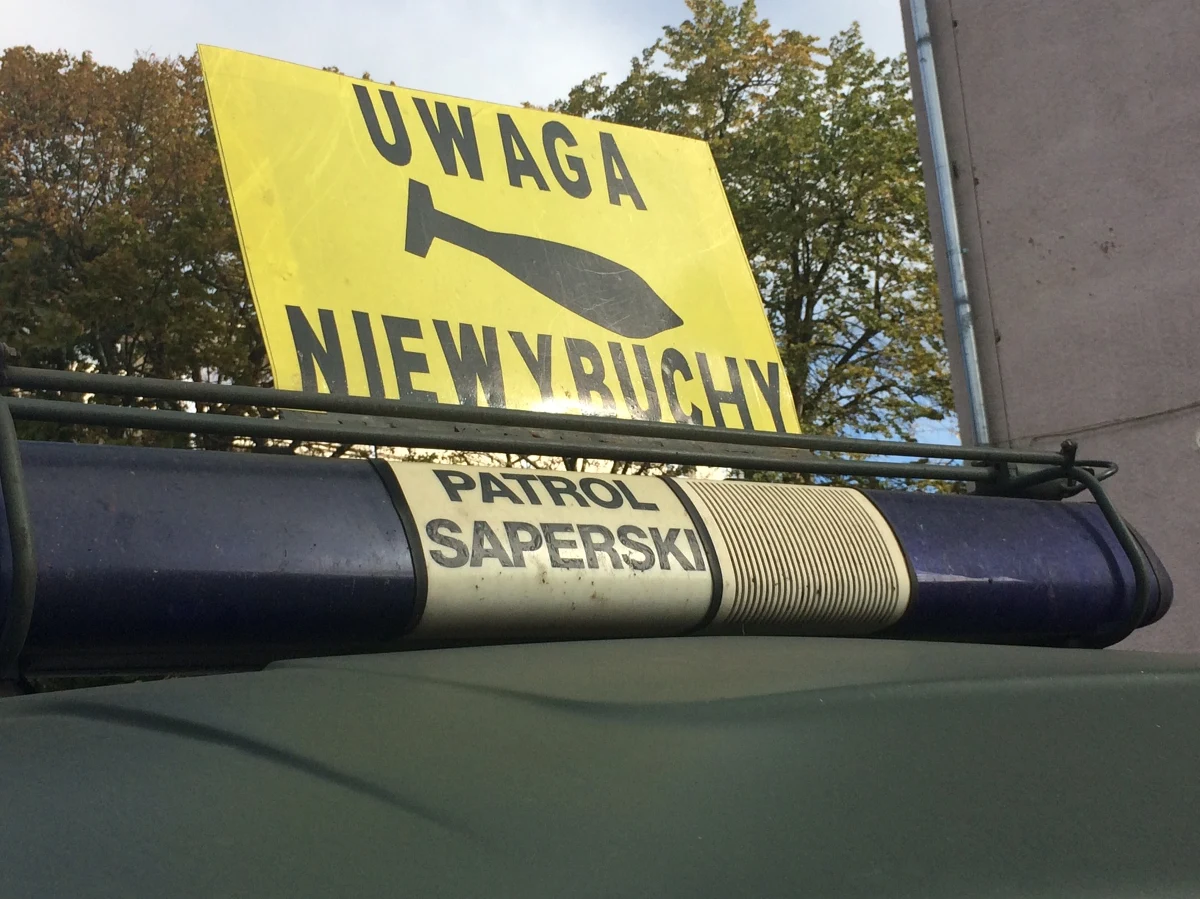 UWAGA
NIEWYBUCHY
PATROL
SAPERSKI